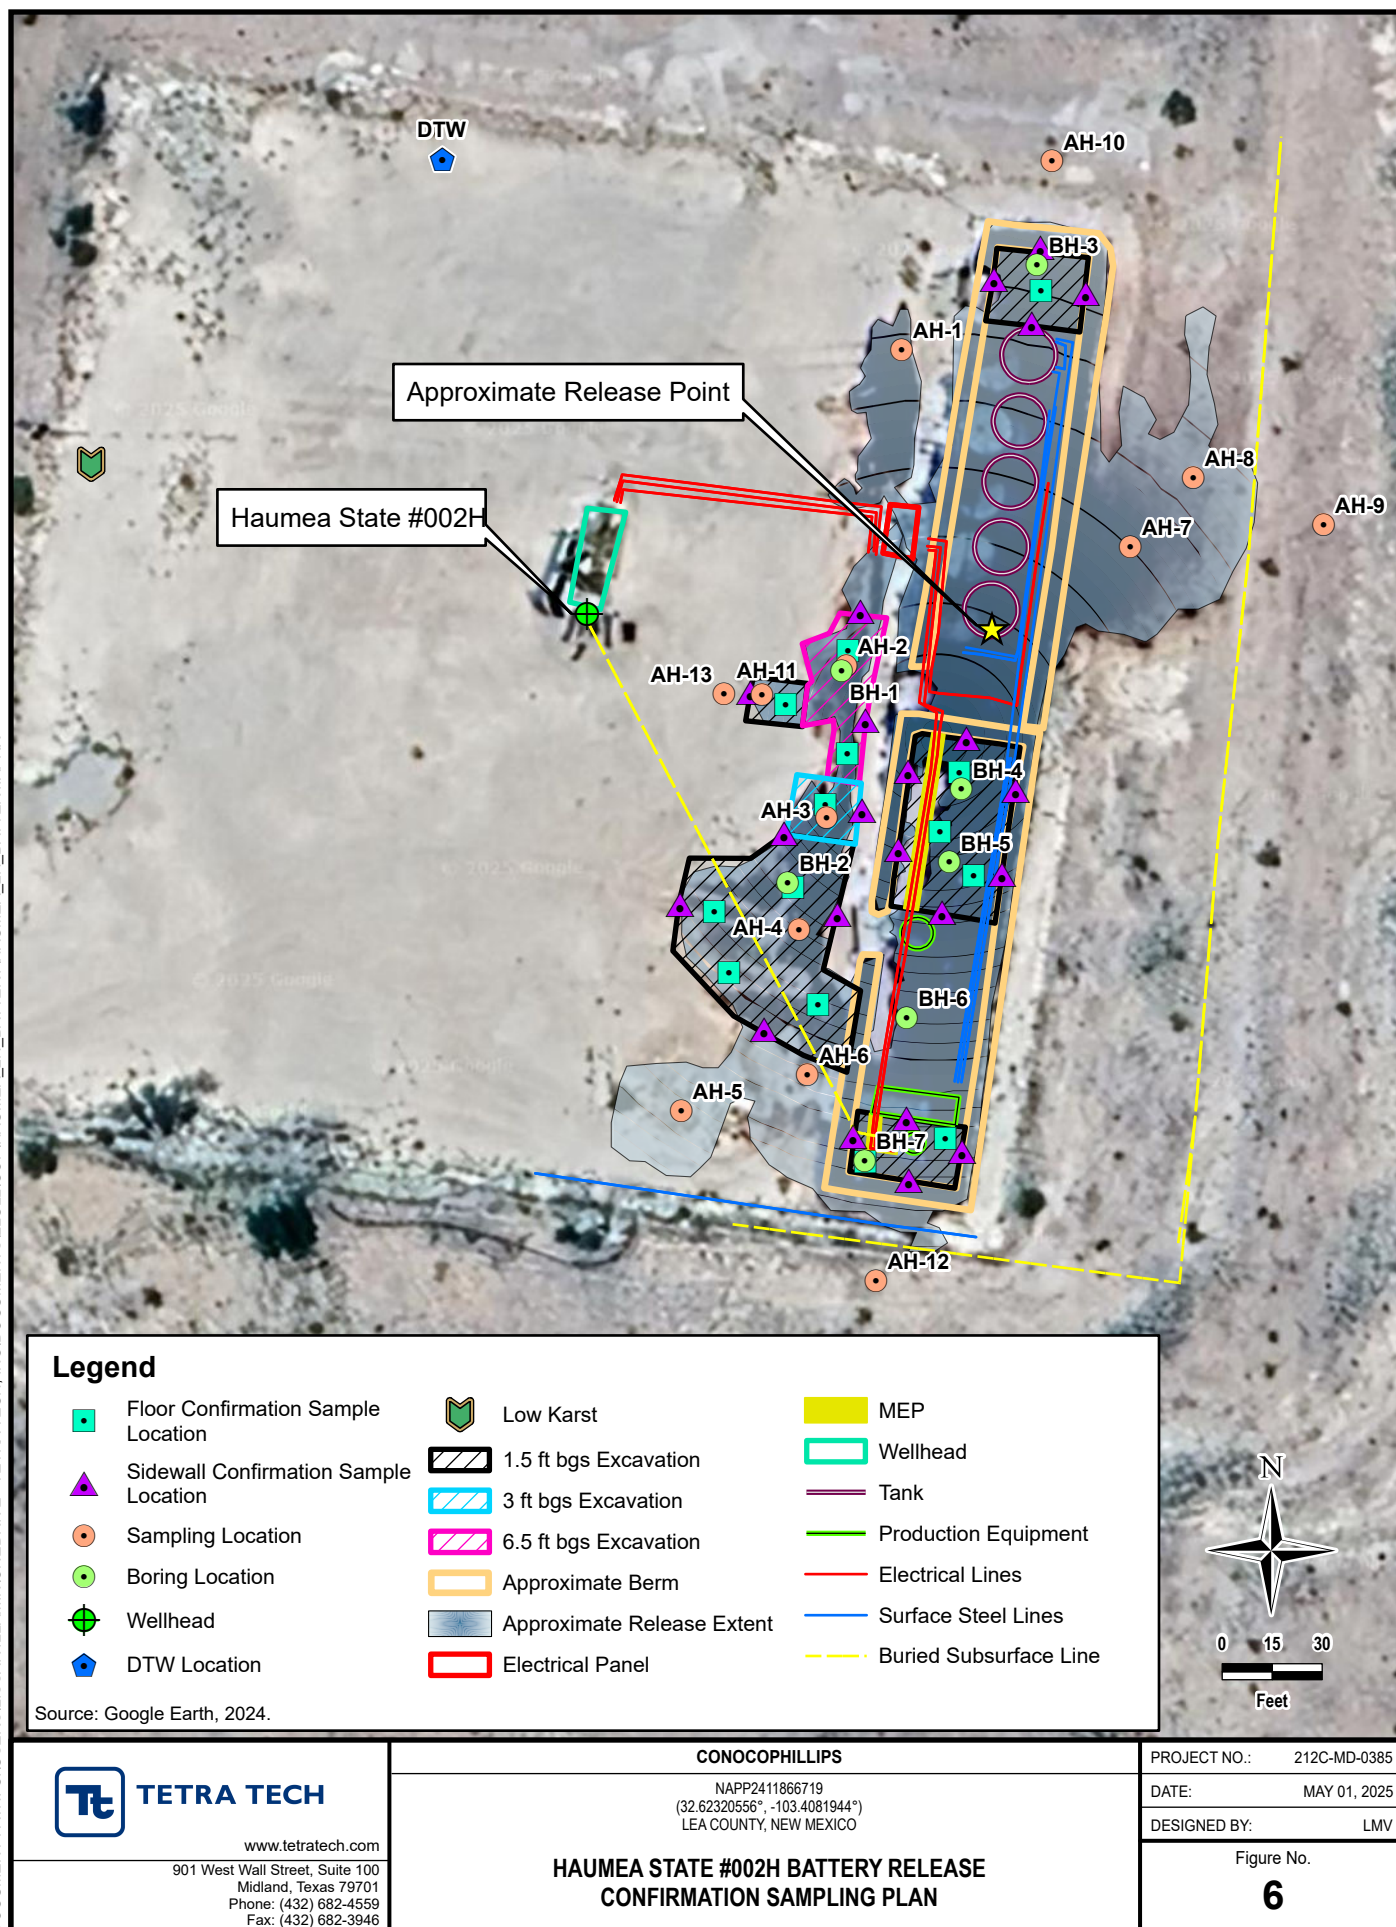 DTW
AH-10
BH-3
AH-1
Approximate Release Point
AH-8
Haumea State #002H
AH-9
AH-7
AH-2
AH-13
AH-11
BH-1
BH-4
AH-3
BH-5
BH-2
AH-4
BH-6
AH-6
AH-5
BH-7
AH-12
Legend
Floor Confirmation Sample
Location
Sidewall Confirmation Sample
Location
Sampling Location
Boring Location
Wellhead
DTW Location
Low Karst
1.5 ft bgs Excavation
3 ft bgs Excavation
6.5 ft bgs Excavation
Approximate Berm
Approximate Release Extent
Electrical Panel
MEP
Wellhead
Tank
Production Equipment
Electrical Lines
Surface Steel Lines
Buried Subsurface Line
Source: Google Earth, 2024.
N
0 15 30
Feet
Tt TETRA TECH
www.tetratech.com
901 West Wall Street, Suite 100
Midland, Texas 79701
Phone: (432) 682-4559
Fax: (432) 682-3946
CONOCOPHILLIPS
NAPP2411866719
(32.62320556°, -103.4081944°)
LEA COUNTY, NEW MEXICO
HAUMEA STATE #002H BATTERY RELEASE
CONFIRMATION SAMPLING PLAN
PROJECT NO.: 212C-MD-0385
DATE: MAY 01, 2025
DESIGNED BY: LMV
Figure No.
6